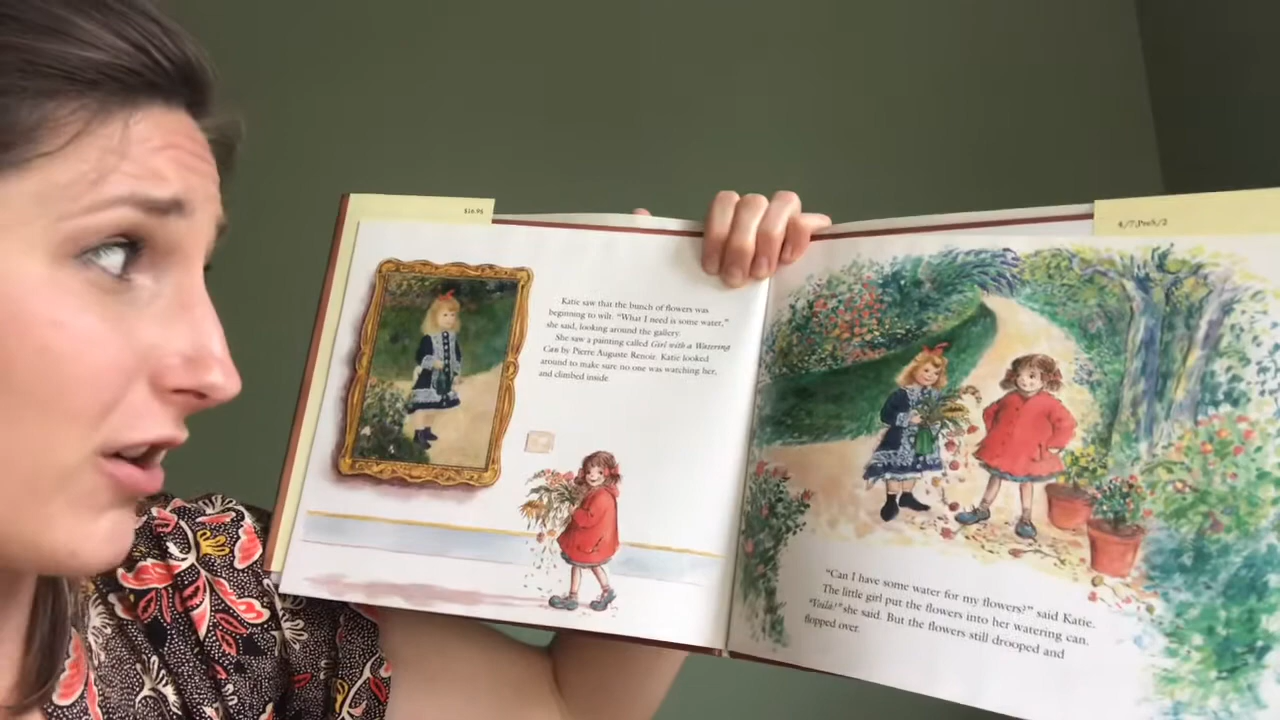 $16.95
Katie saw that the bunch of flowers was
beginning to wilt. "What I need is some water,"
she said, looking around the gallery.
She saw a painting called Girl with a Watering
Can by Pierre Auguste Renoir. Katie looked
around to make sure no one was watching her,
and climbed inside.
"Can I have some water for my flowers?" said Katie.
The little girl put the flowers into her watering can.
"Voilà!" she said. But the flowers still drooped and
flopped over.